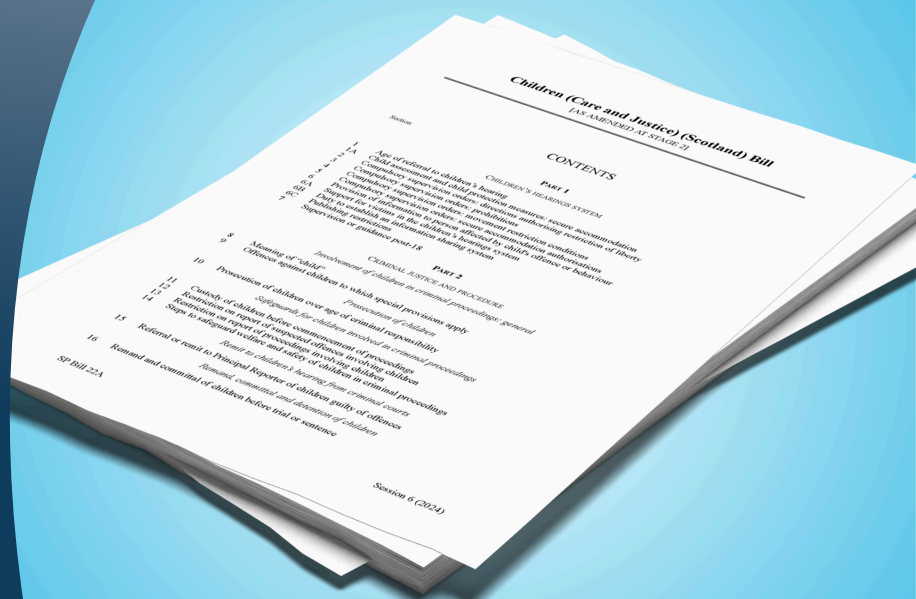 Children (Care and Justice) (Scotland) Bill
[AS AMENDED AT STAGE 2]
CONTENTS
Section
PART 1
CHILDREN'S HEARINGS SYSTEM
1 Age of referral to children's hearing
1A Child assessment and child protection measures: secure accommodation
2 Compulsory supervision orders: directions authorising restriction of liberty
3 Compulsory supervision orders: prohibitions
4 Compulsory supervision orders: movement restriction conditions
5 Compulsory supervision orders: secure accommodation authorisations
6 Provision of information to person affected by child's offence or behaviour
6A Support for victims in the children's hearings system
6B Duty to establish an information sharing system
6C Publishing restrictions
7 Supervision or guidance post-18
PART 2
CRIMINAL JUSTICE AND PROCEDURE
Involvement of children in criminal proceedings: general
8 Meaning of "child"
9 Offences against children to which special provisions apply
Prosecution of children
10 Prosecution of children over age of criminal responsibility
Safeguards for children involved in criminal proceedings
11 Custody of children before commencement of proceedings
12 Restriction on report of suspected offences involving children
13 Restriction on report of proceedings involving children
14 Steps to safeguard welfare and safety of children in criminal proceedings
Remit to children's hearing from criminal courts
15 Referral or remit to Principal Reporter of children guilty of offences
Remand, committal and detention of children
16 Remand and committal of children before trial or sentence
SP Bill 22A
Session 6 (2024)